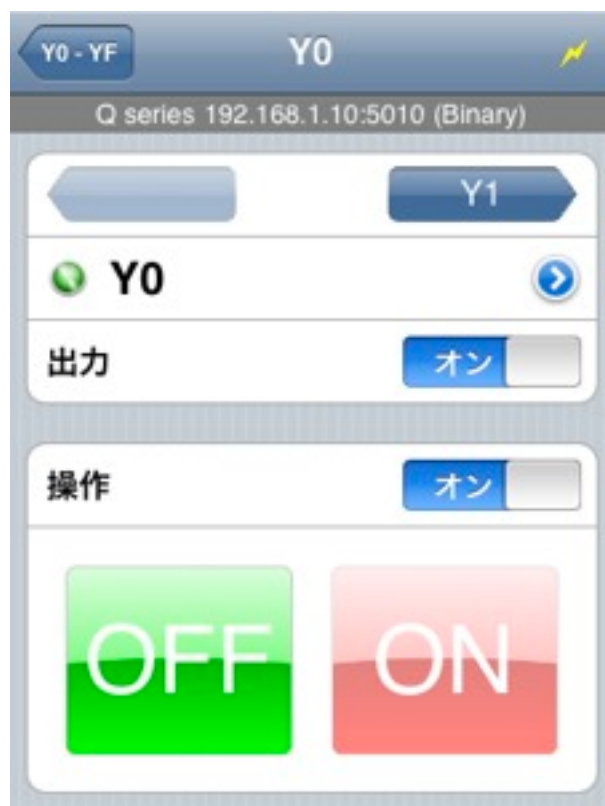 Y0 - YF Y0
Q series 192.168.1.10:5010 (Binary)
Y1
Y0
出力 オン
操作 オン
OFF ON